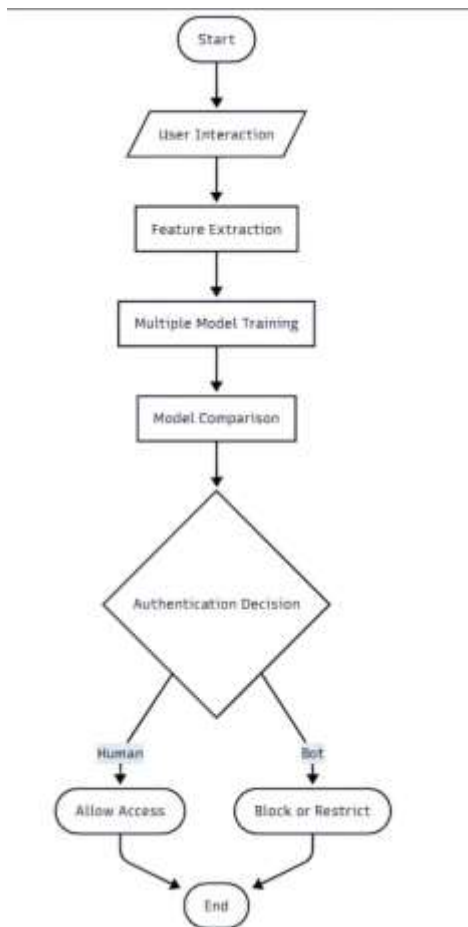 Start
User Interaction
Feature Extraction
Multiple Model Training
Model Comparison
Authentication Decision
Human
Bot
Allow Access
Block or Restrict
End